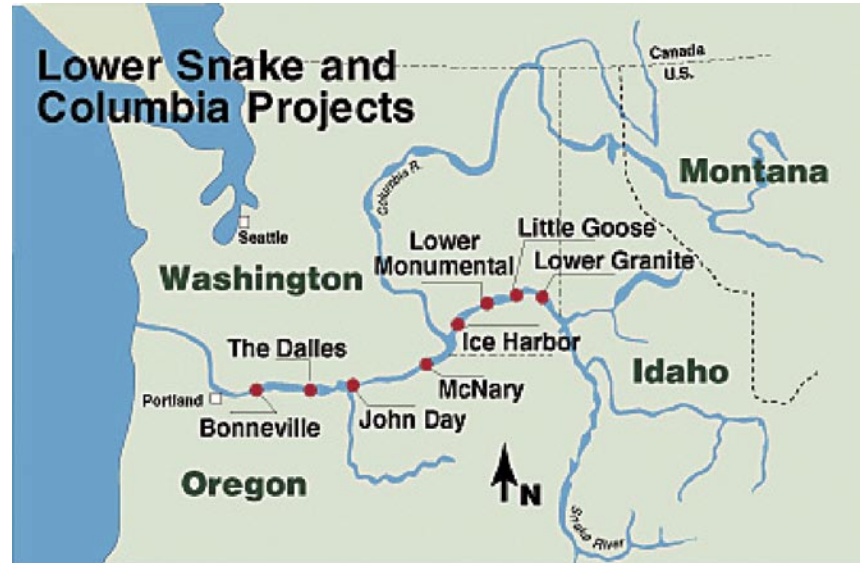 Lower Snake and
Columbia Projects
Canada
U.S.
Montana
Columbia R.
Seattle
Little Goose
Lower
Monumental
Lower Granite
Washington
Ice Harbor
The Dalles
Idaho
McNary
Portland
Bonneville
John Day
Oregon
N
Snake River